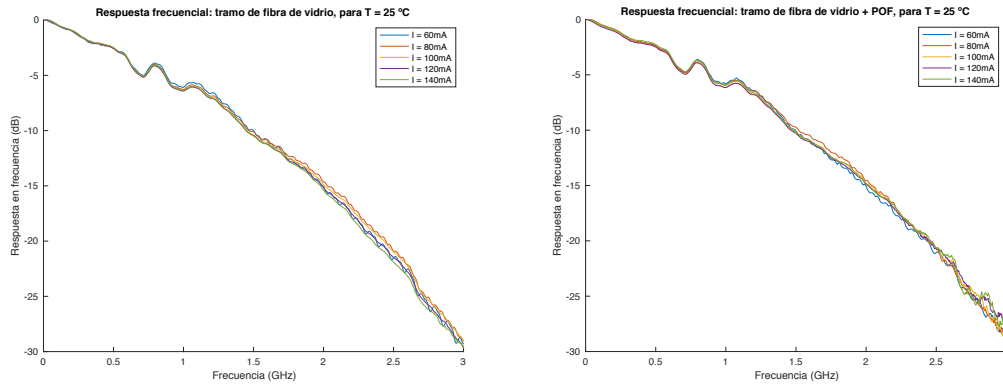 Respuesta frecuencial: tramo de fibra de vidrio, para T = 25 ºC
0
-5
-10
-15
-20
-25
-30
Respuesta en frecuencia (dB)
I = 60mA
I = 80mA
I = 100mA
I = 120mA
I = 140mA
0 0.5 1 1.5 2 2.5 3
Frecuencia (GHz)
Respuesta frecuencial: tramo de fibra de vidrio + POF, para T = 25 ºC
0
-5
-10
-15
-20
-25
-30
Respuesta en frecuencia (dB)
I = 60mA
I = 80mA
I = 100mA
I = 120mA
I = 140mA
0 0.5 1 1.5 2 2.5
Frecuencia (GHz)